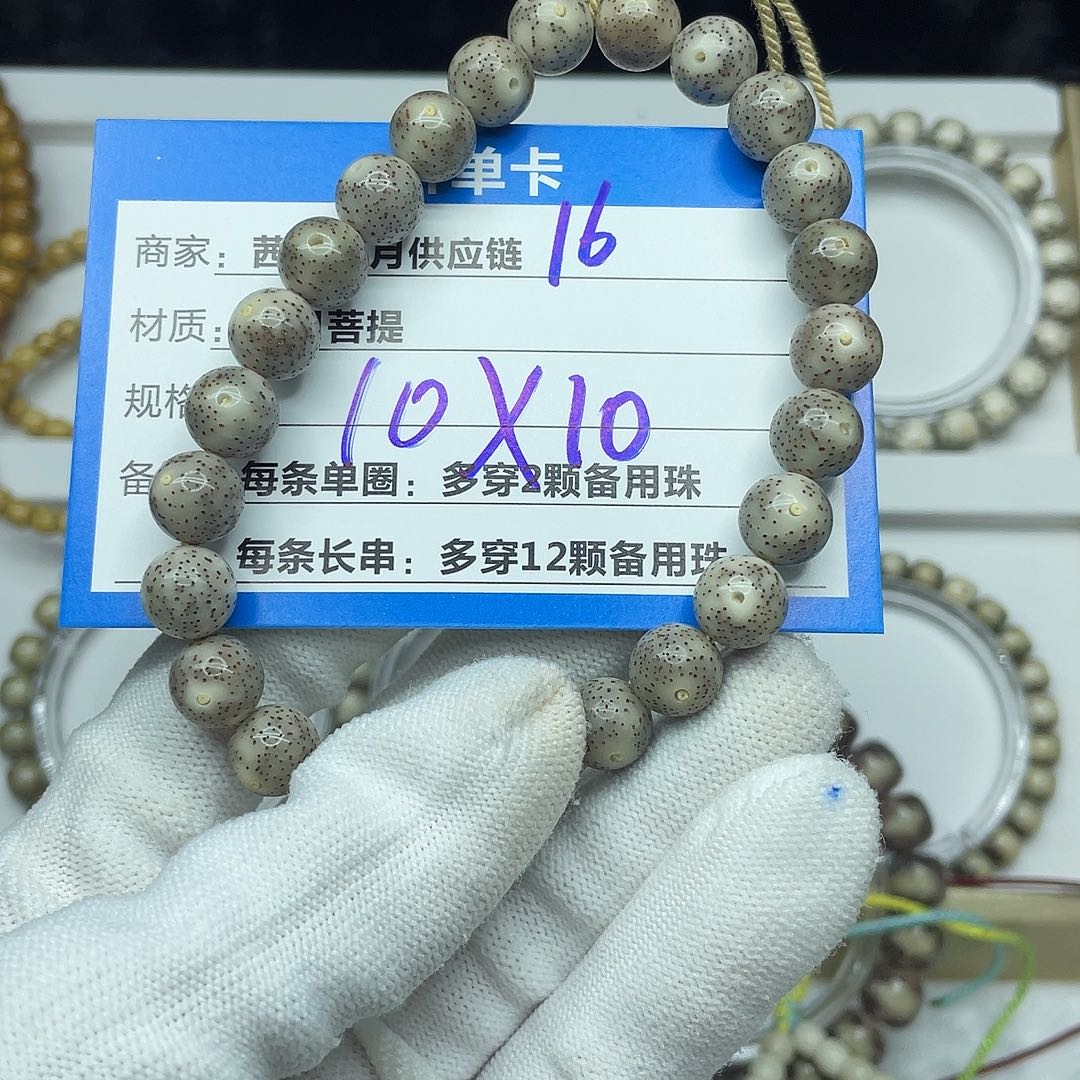 单卡
商家：茜 月供应链 16
材质： 菩提
规格 10X10
备 每条单圈：多穿2颗备用珠
每条长串：多穿12颗备用珠